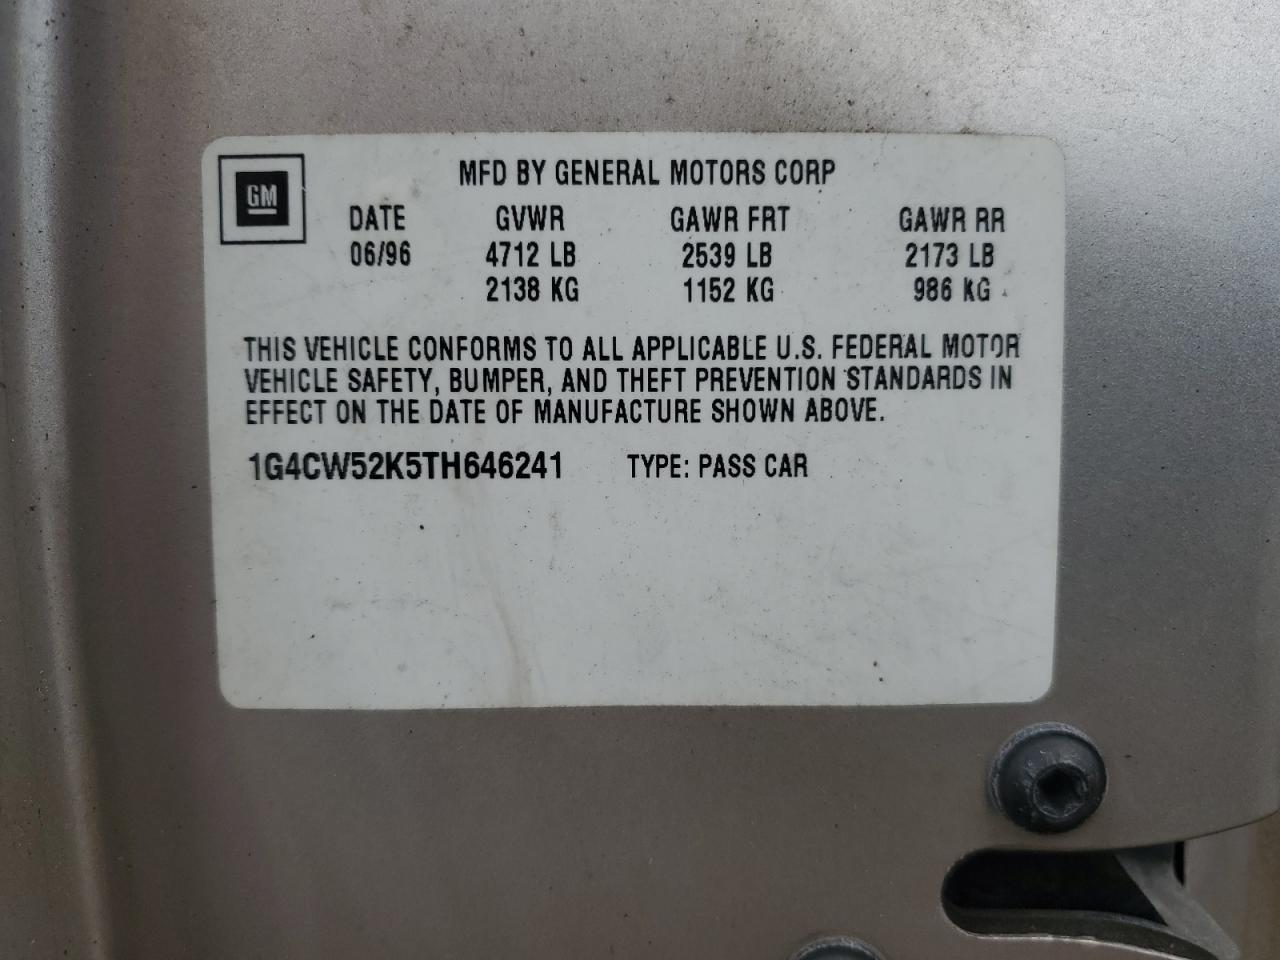 GM
MFD BY GENERAL MOTORS CORP
DATE GVWR GAWR FRT GAWR RR
06/96 4712 LB 2539 LB 2173 LB
2138 KG 1152 KG 986 KG
THIS VEHICLE CONFORMS TO ALL APPLICABLE U.S. FEDERAL MOTOR
VEHICLE SAFETY, BUMPER, AND THEFT PREVENTION STANDARDS IN
EFFECT ON THE DATE OF MANUFACTURE SHOWN ABOVE.
1G4CW52K5TH646241 TYPE: PASS CAR